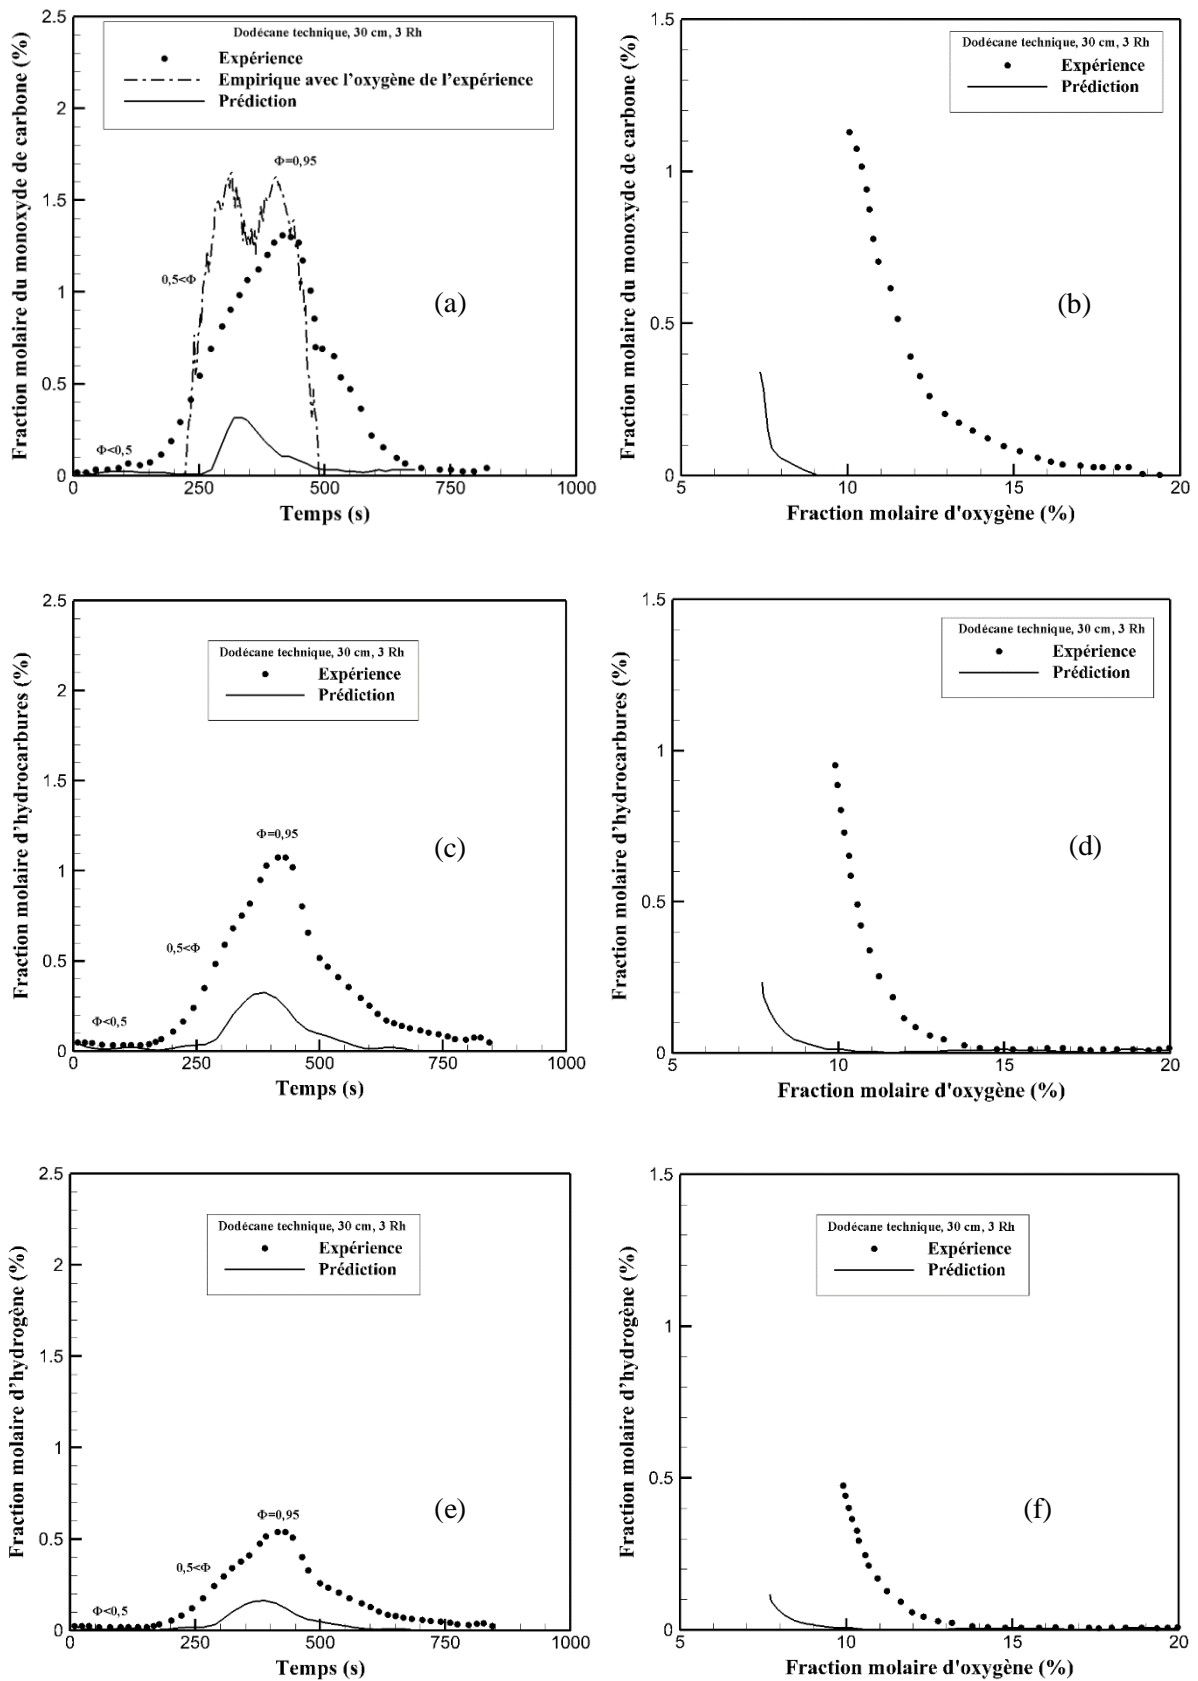 Fraction molaire du monoxyde de carbone (%)
2.5
2
1.5
1
0.5
0
Dodécane technique, 30 cm, 3 Rh
Expérience
Empirique avec l'oxygène de l'expérience
Prédiction
Φ=0,95
0,5<Φ
Φ<0,5
(a)
0 250 500 750 1000
Temps (s)
Fraction molaire du monoxyde de carbone (%)
1.5
1
0.5
0
Dodécane technique, 30 cm, 3 Rh
Expérience
Prédiction
(b)
5 10 15 20
Fraction molaire d'oxygène (%)
Fraction molaire d'hydrocarbures (%)
2.5
2
1.5
1
0.5
0
Dodécane technique, 30 cm, 3 Rh
Expérience
Prédiction
Φ=0,95
(c)
0,5<Φ
Φ<0,5
0 250 500 750 1000
Temps (s)
Fraction molaire d'hydrocarbures (%)
1.5
1
0.5
0
Dodécane technique, 30 cm, 3 Rh
Expérience
Prédiction
(d)
5 10 15 20
Fraction molaire d'oxygène (%)
Fraction molaire d'hydrogène (%)
2.5
2
1.5
1
0.5
0
Dodécane technique, 30 cm, 3 Rh
Expérience
Prédiction
Φ=0,95
(e)
0,5<Φ
Φ<0,5
0 250 500 750 1000
Temps (s)
Fraction molaire d'hydrogène (%)
1.5
1
0.5
0
Dodécane technique, 30 cm, 3 Rh
Expérience
Prédiction
(f)
5 10 15 20
Fraction molaire d'oxygène (%)